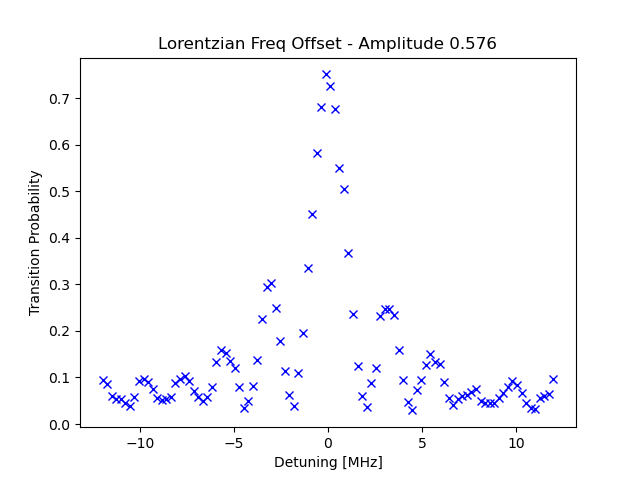 Lorentzian Freq Offset - Amplitude 0.576
Transition Probability
0.7
0.6
0.5
0.4
0.3
0.2
0.1
0.0
−10 −5 0 5 10
Detuning [MHz]